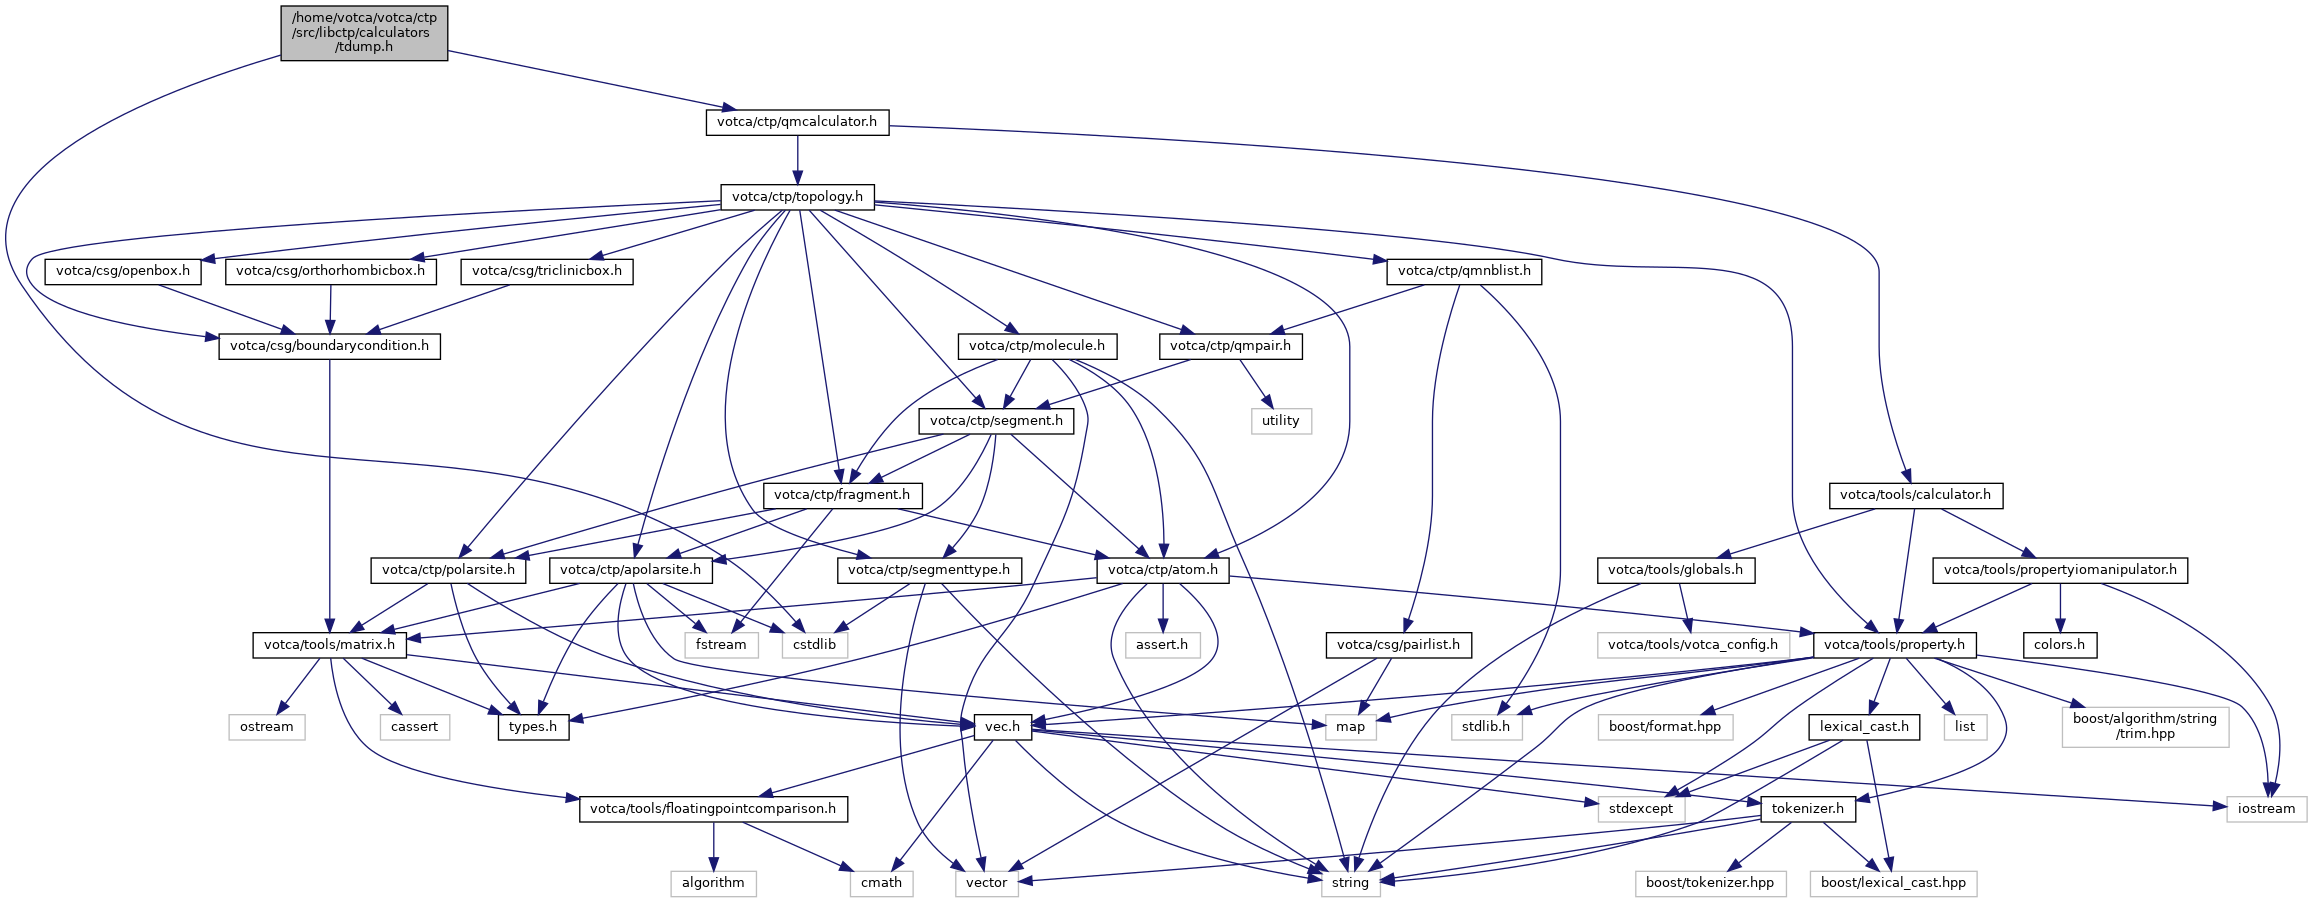 /home/votca/votca/ctp
/src/libctp/calculators
/tdump.h
votca/ctp/qmcalculator.h
votca/ctp/topology.h
votca/csg/openbox.h
votca/csg/orthorhombicbox.h
votca/csg/triclinicbox.h
votca/ctp/qmnblist.h
votca/csg/boundarycondition.h
votca/ctp/molecule.h
votca/ctp/qmpair.h
votca/ctp/segment.h
utility
votca/ctp/fragment.h
votca/tools/calculator.h
votca/ctp/polarsite.h
votca/ctp/apolarsite.h
votca/ctp/segmenttype.h
votca/ctp/atom.h
votca/tools/globals.h
votca/tools/propertyiomanipulator.h
votca/tools/matrix.h
fstream
cstdlib
assert.h
votca/csg/pairlist.h
votca/tools/votca_config.h
votca/tools/property.h
colors.h
ostream
cassert
types.h
vec.h
map
stdlib.h
boost/format.hpp
lexical_cast.h
list
boost/algorithm/string
/trim.hpp
votca/tools/floatingpointcomparison.h
stdexcept
tokenizer.h
iostream
algorithm
cmath
vector
string
boost/tokenizer.hpp
boost/lexical_cast.hpp